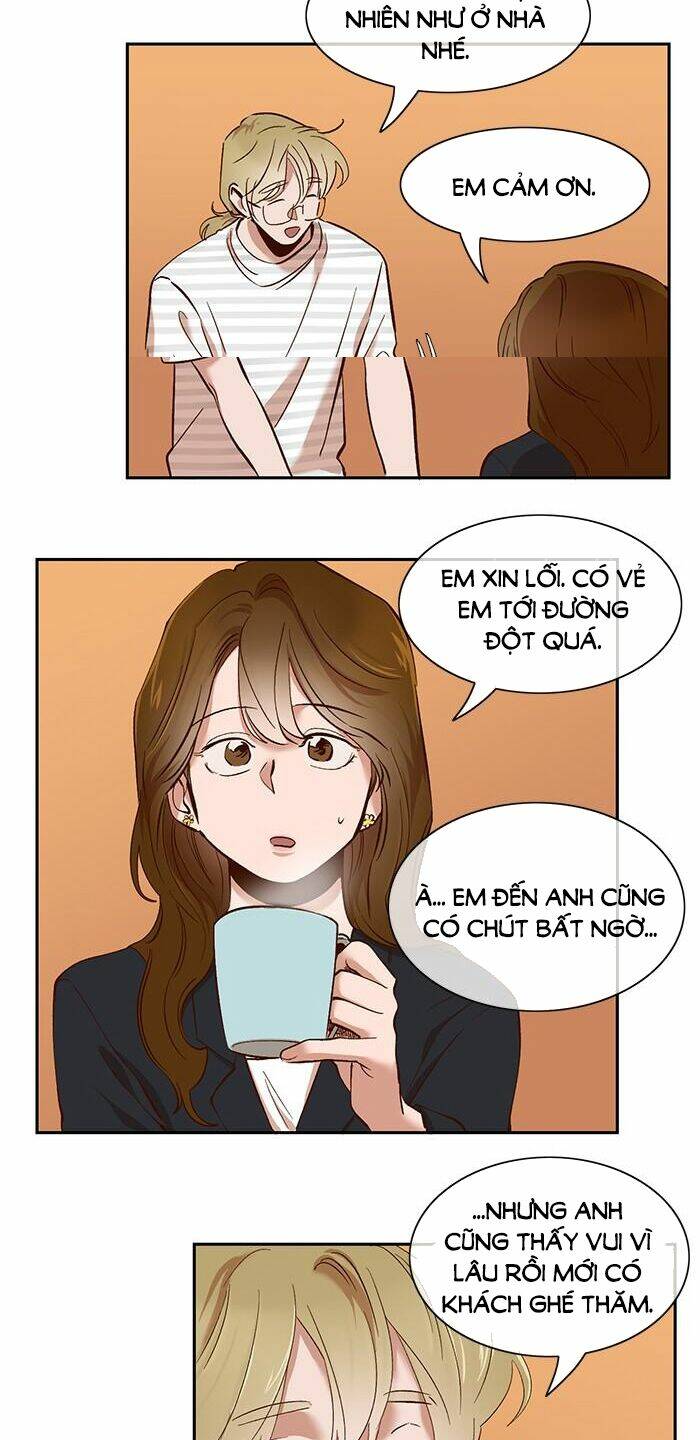 NHIÊN NHƯ Ở NHÀ
NHÉ.
EM CẢM ƠN.
EM XIN LỖI. CÓ VẺ
EM TỚI ĐƯỜNG
ĐỘT QUÁ.
À... EM ĐẾN ANH CŨNG
CÓ CHÚT BẤT NGỜ...
...NHƯNG ANH
CŨNG THẤY VUI VÌ
LÂU RỒI MỚI CÓ
KHÁCH GHÉ THĂM.